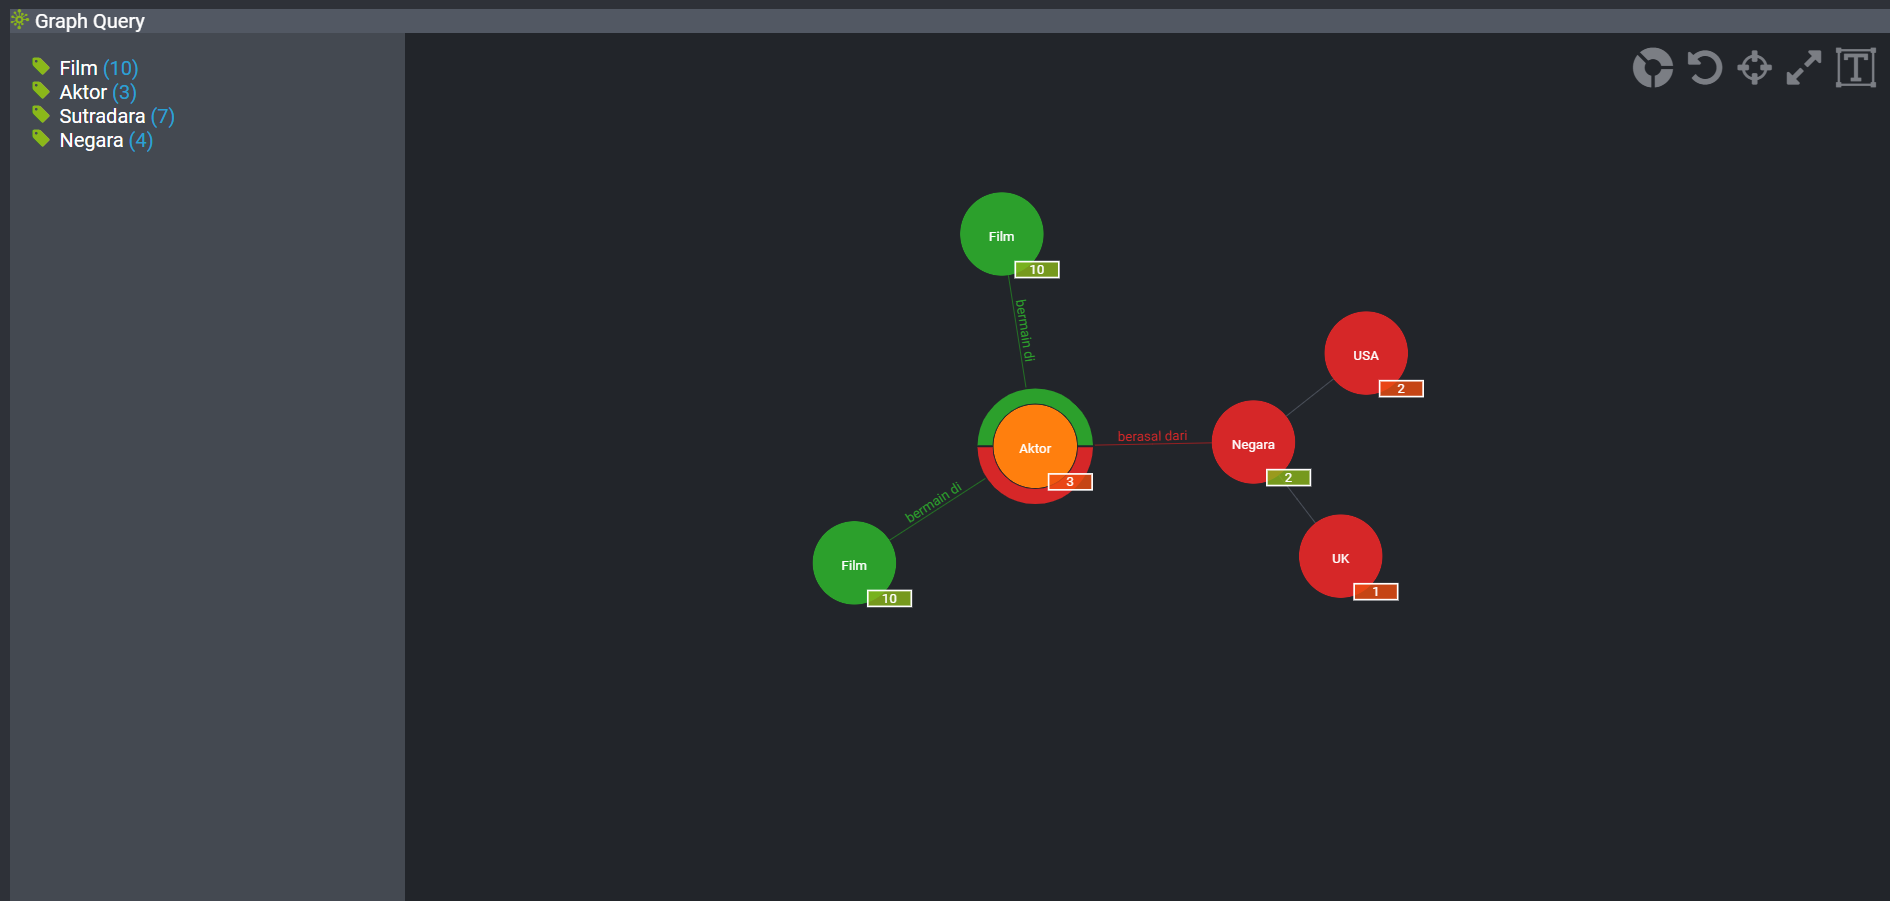 Graph Query
Film (10)
Aktor (3)
Sutradara (7)
Negara (4)
T
Film
10
bermain di
USA
2
Aktor
3
berasal dari
Negara
2
bermain di
Film
10
UK
1